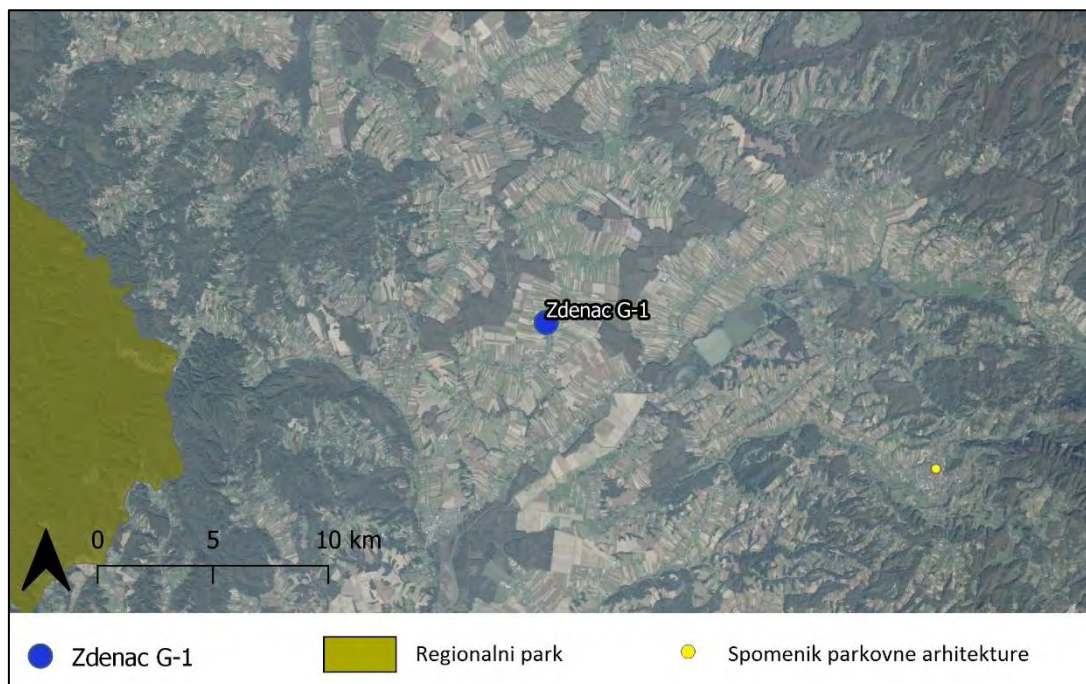 Zdenac G-1
0 5 10 km
Zdenac G-1 Regionalni park Spomenik parkovne arhitekture